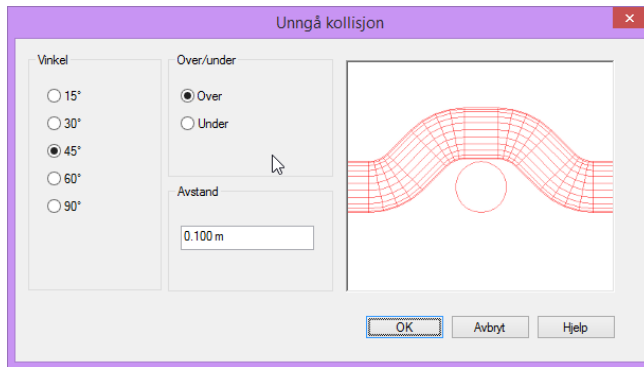 Unngå kollisjon
Vinkel
15°
30°
45°
60°
90°
Over/under
Over
Under
Avstand
0.100 m
OK
Avbryt
Hjelp